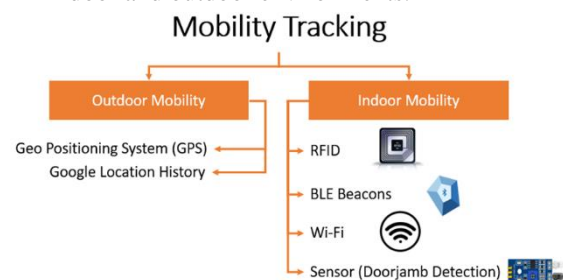 Mobility Tracking
Outdoor Mobility
Indoor Mobility
Geo Positioning System (GPS)
Google Location History
RFID
BLE Beacons
Wi-Fi
Sensor (Doorjamb Detection)